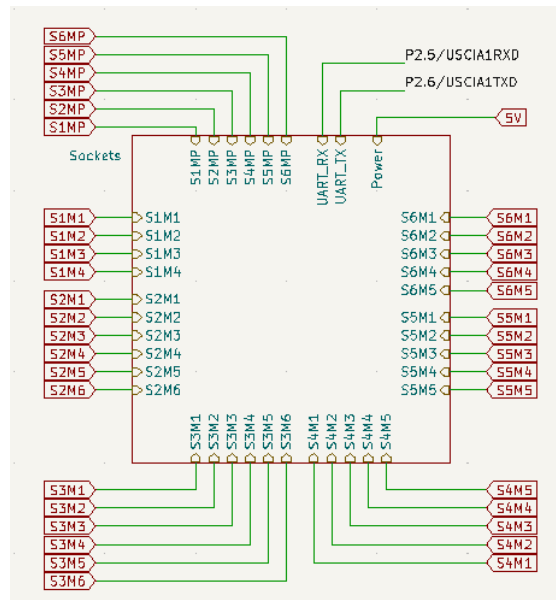 S6MP
S5MP
S4MP
S3MP
S2MP
S1MP
P2.5/USCIA1RXD
P2.6/USCIA1TXD
5V
Sockets
S1MP
S2MP
S3MP
S4MP
S5MP
S6MP
UART_RX
UART_TX
Power
S1M1 S1M1 S6M1 S6M1
S1M2 S1M2 S6M2 S6M2
S1M3 S1M3 S6M3 S6M3
S1M4 S1M4 S6M4 S6M4
S6M5 S6M5
S2M1 S2M1 S5M1 S5M1
S2M2 S2M2 S5M2 S5M2
S2M3 S2M3 S5M3 S5M3
S2M4 S2M4 S5M4 S5M4
S2M5 S2M5 S5M4
S2M6 S2M6 S5M5 S5M5
S3M1
S3M2
S3M3
S3M4
S3M5
S3M6
S4M1
S4M2
S4M3
S4M4
S4M5
S3M1 S4M5
S3M2 S4M4
S3M3 S4M3
S3M4 S4M2
S3M5 S4M1
S3M6